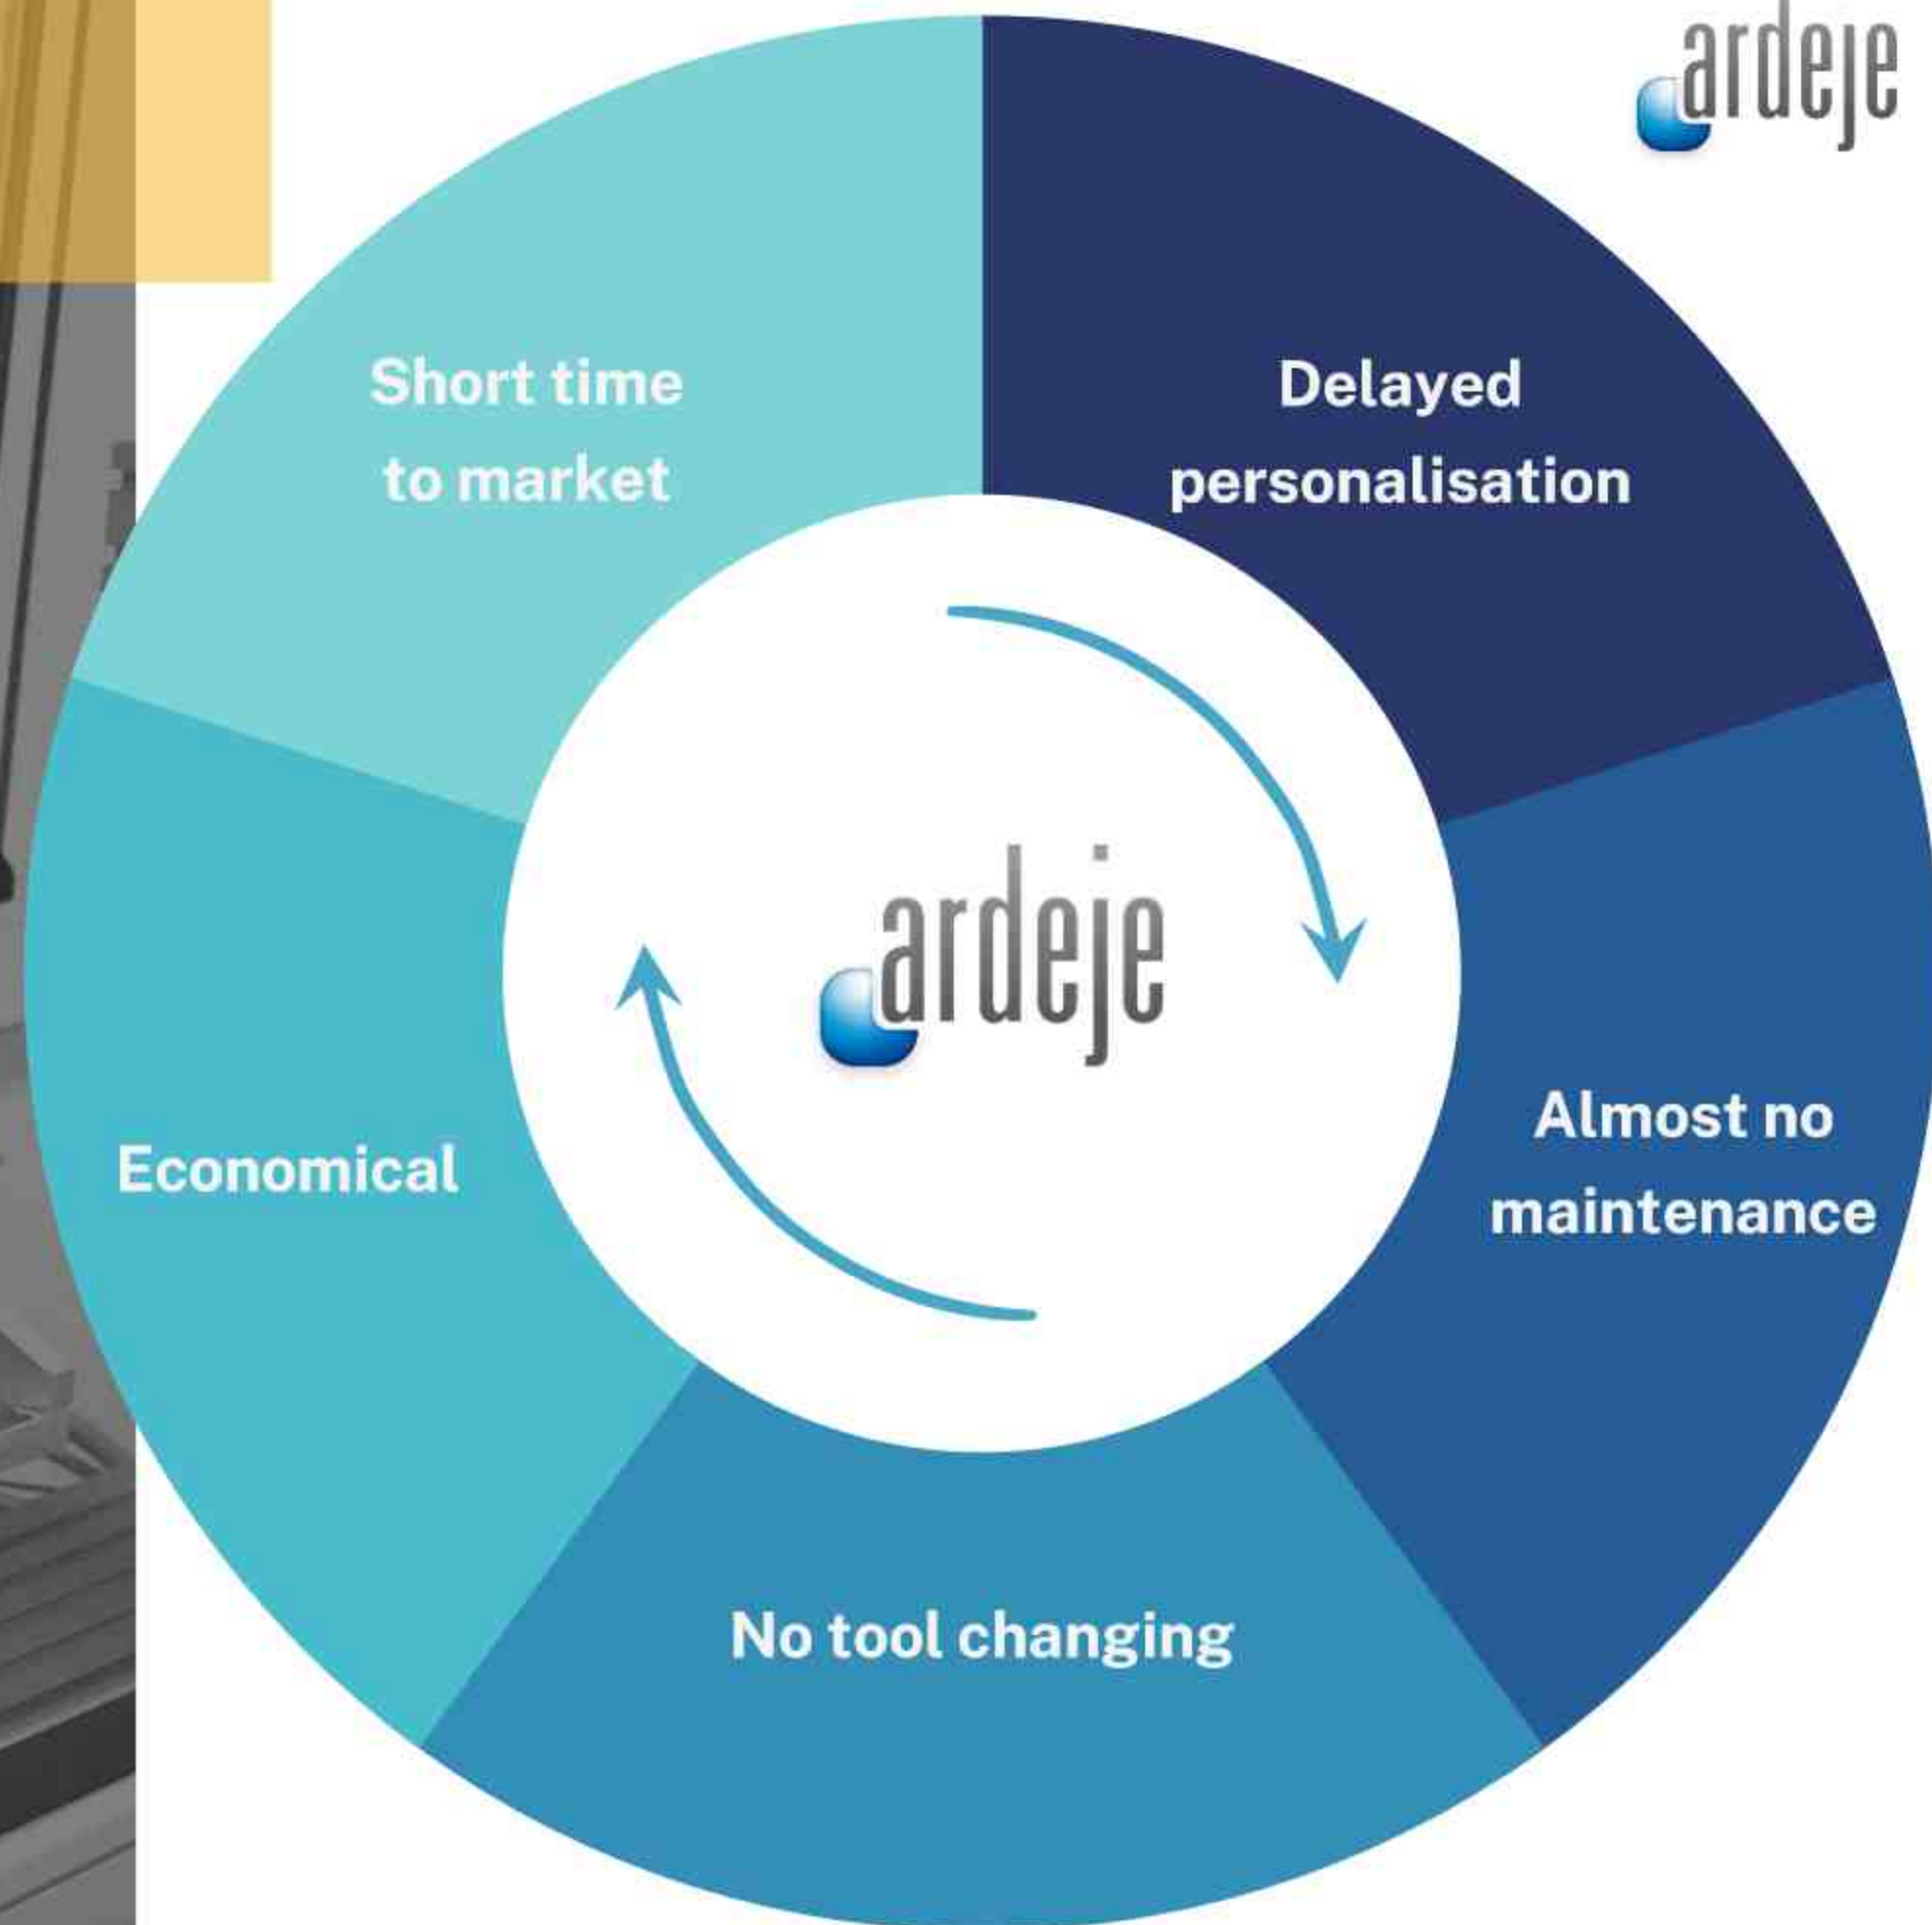 ardeje
Short time
to market
Delayed
personalisation
ardeje
Almost no
maintenance
Economical
No tool changing